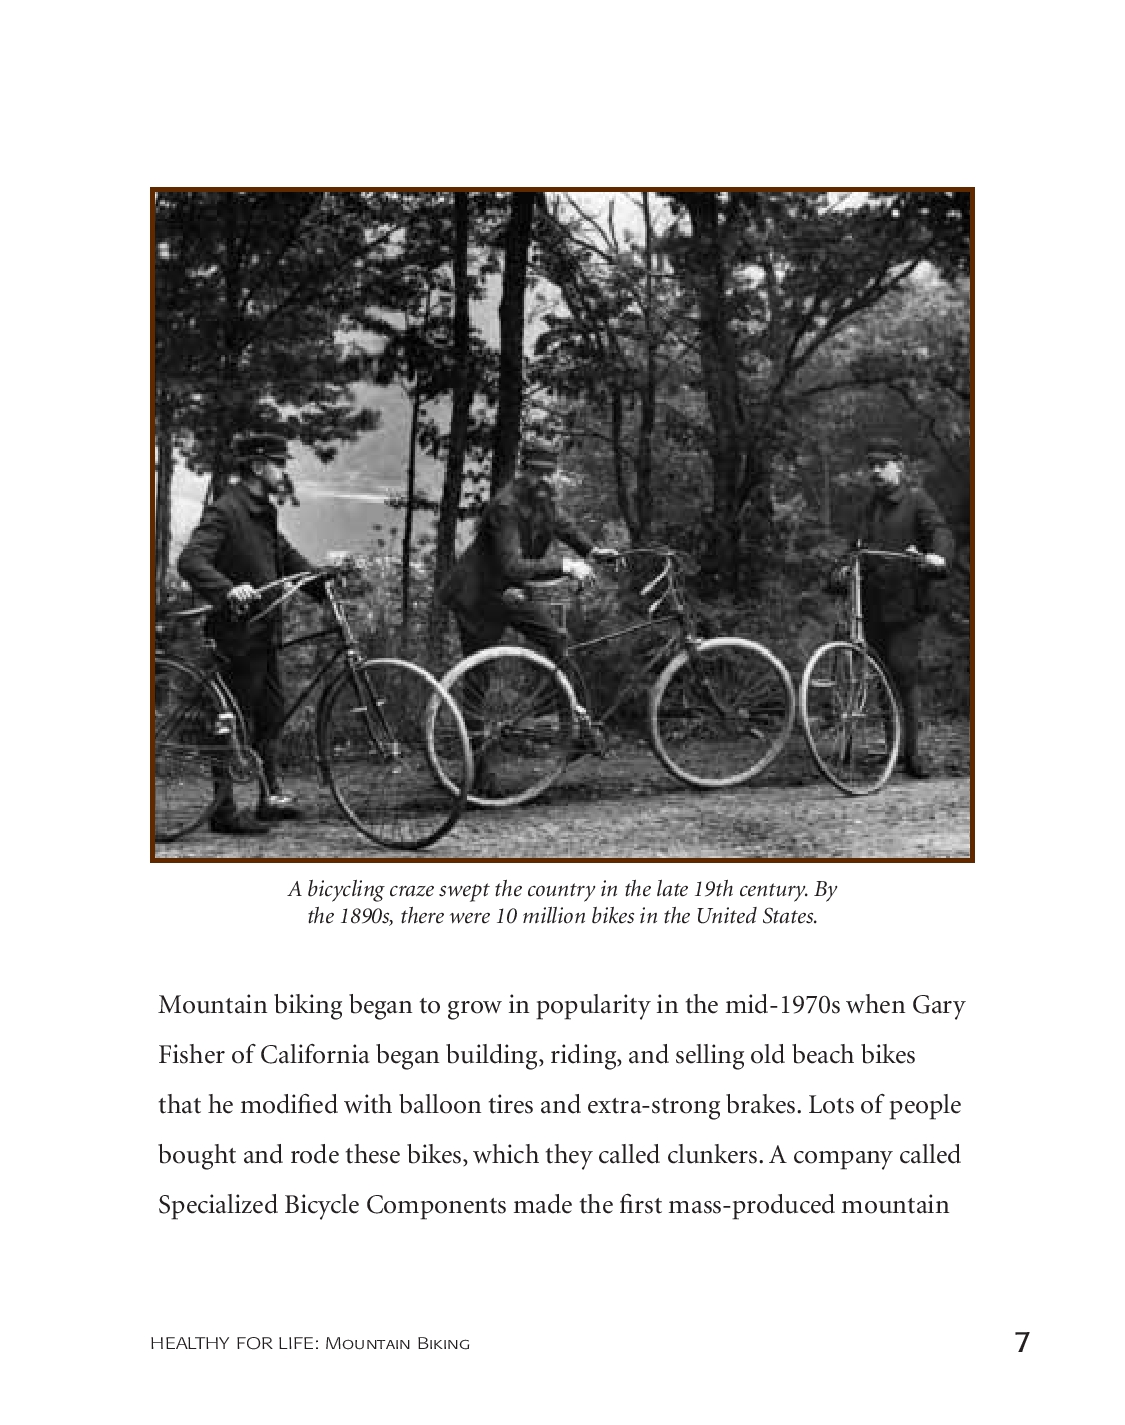 A bicycling craze swept the country in the late 19th century. By
the 1890s, there were 10 million bikes in the United States.
Mountain biking began to grow in popularity in the mid-1970s when Gary
Fisher of California began building, riding, and selling old beach bikes
that he modified with balloon tires and extra-strong brakes. Lots of people
bought and rode these bikes, which they called clunkers. A company called
Specialized Bicycle Components made the first mass-produced mountain
HEALTHY FOR LIFE: Mountain Biking
7